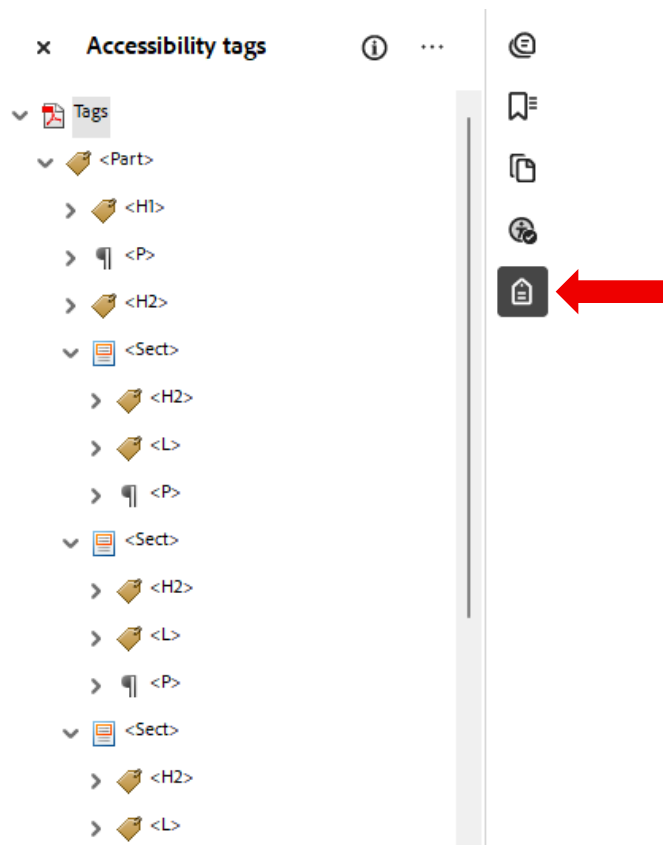 Accessibility tags
Tags
<Part>
<H1>
<P>
<H2>
<Sect>
<H2>
<L>
<P>
<Sect>
<H2>
<L>
<P>
<Sect>
<H2>
<L>